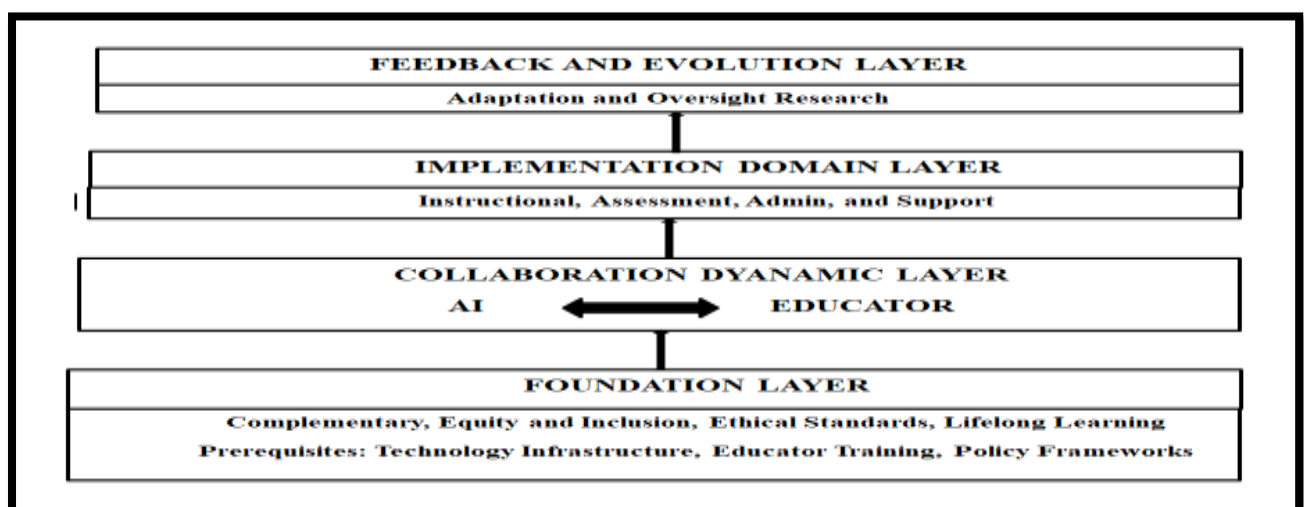 FEEDBACK AND EVOLUTION LAYER
Adaptation and Oversight Research
IMPLEMENTATION DOMAIN LAYER
Instructional, Assessment, Admin, and Support
COLLABORATION DYANAMIC LAYER
AI EDUCATOR
FOUNDATION LAYER
Complementary, Equity and Inclusion, Ethical Standards, Lifelong Learning
Prerequisites: Technology Infrastructure, Educator Training, Policy Frameworks